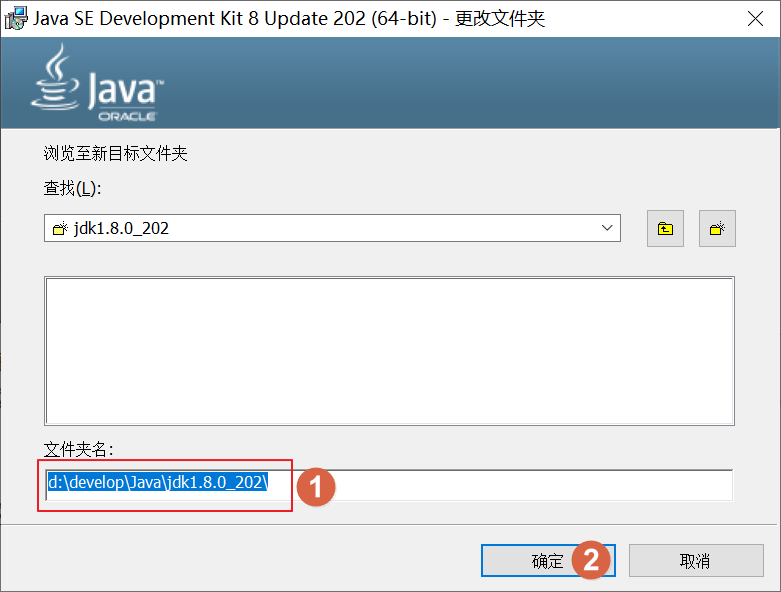 Java SE Development Kit 8 Update 202 (64-bit) - 更改文件夹
Java™
ORACLE
浏览至新目标文件夹
查找(L):
jdk1.8.0_202
文件夹名:
d:\develop\Java\jdk1.8.0_202\
1
确定
2
取消